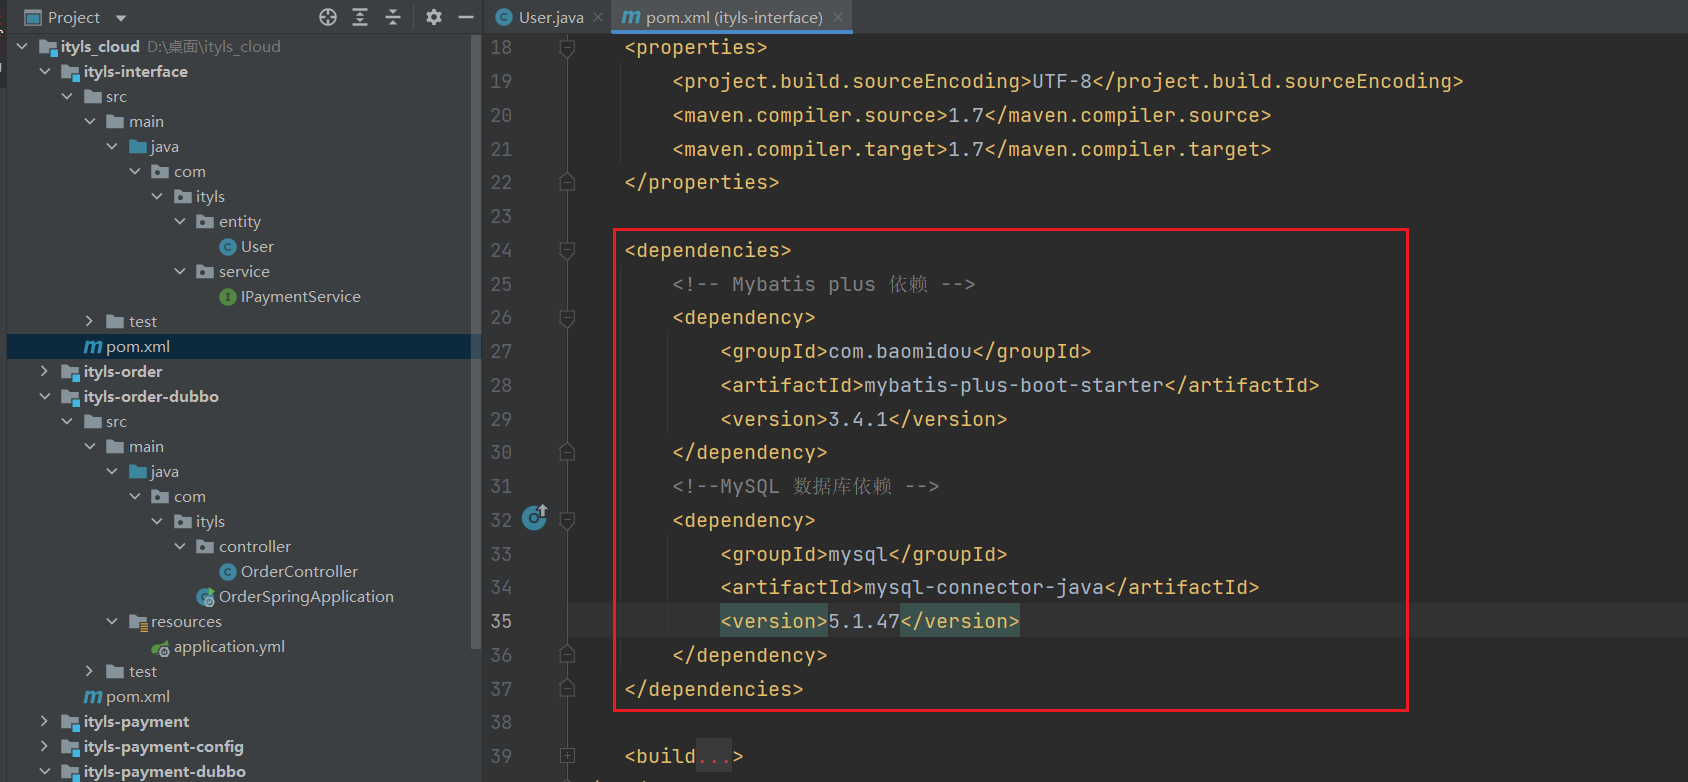 Project
ityls_cloud D:\桌面\ityls_cloud
ityls-interface
src
main
java
com
ityls
entity
User
service
IPaymentService
test
pom.xml
ityls-order
ityls-order-dubbo
src
main
java
com
ityls
controller
OrderController
OrderSpringApplication
resources
application.yml
test
pom.xml
ityls-payment
ityls-payment-config
ityls-payment-dubbo
User.java
pom.xml (ityls-interface)
18 <properties>
19 <project.build.sourceEncoding>UTF-8</project.build.sourceEncoding>
20 <maven.compiler.source>1.7</maven.compiler.source>
21 <maven.compiler.target>1.7</maven.compiler.target>
22 </properties>
23
24 <dependencies>
25 <!-- Mybatis plus 依赖 -->
26 <dependency>
27 <groupId>com.baomidou</groupId>
28 <artifactId>mybatis-plus-boot-starter</artifactId>
29 <version>3.4.1</version>
30 </dependency>
31 <!--MySQL 数据库依赖 -->
32 <dependency>
33 <groupId>mysql</groupId>
34 <artifactId>mysql-connector-java</artifactId>
35 <version>5.1.47</version>
36 </dependency>
37 </dependencies>
38
39 <build...>